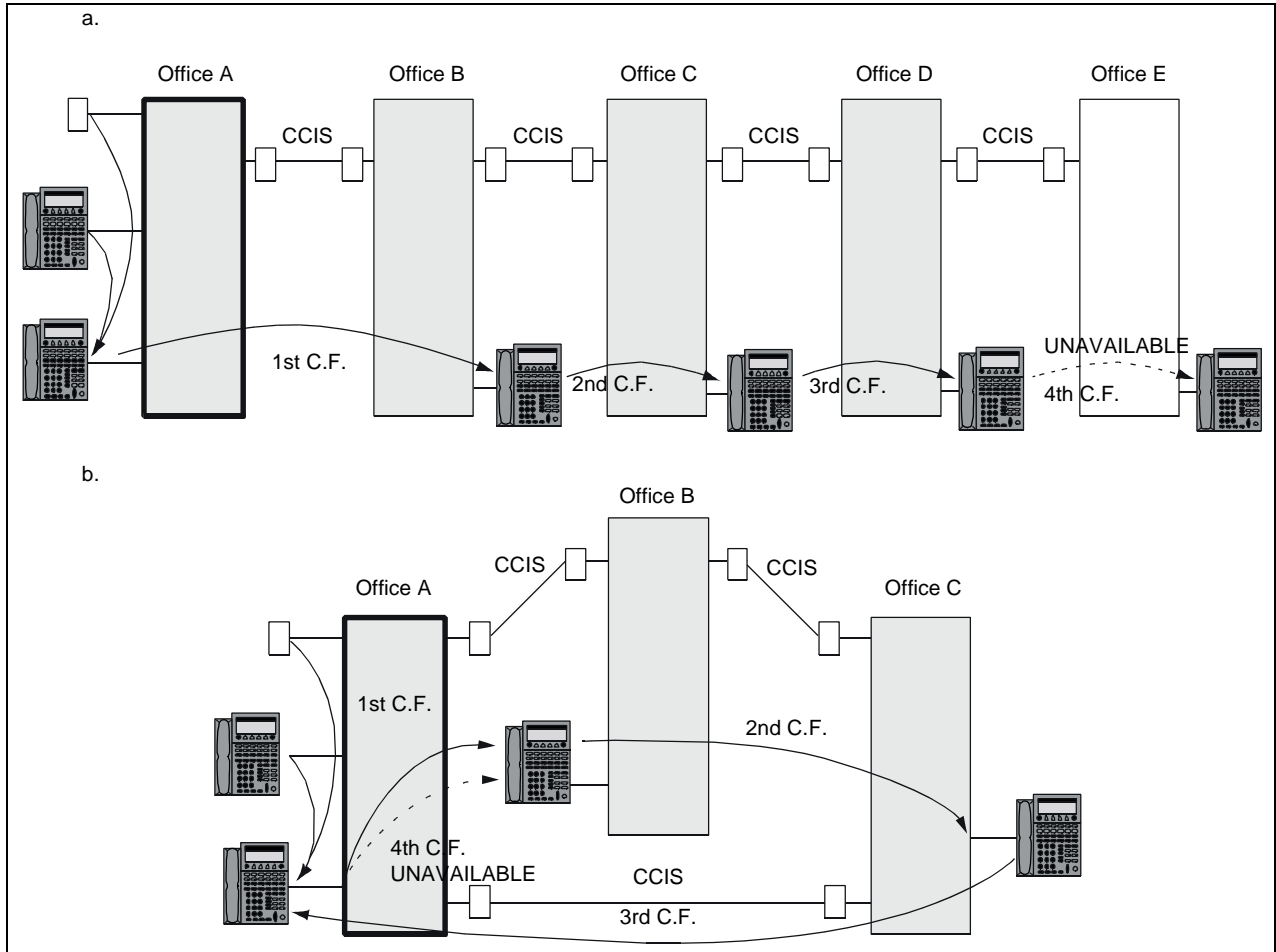 a.
Office A
Office B
Office C
Office D
Office E
CCIS
CCIS
CCIS
CCIS
1st C.F.
2nd C.F.
3rd C.F.
UNAVAILABLE
4th C.F.
b.
Office B
CCIS
CCIS
Office A
Office C
1st C.F.
2nd C.F.
4th C.F.
UNAVAILABLE
CCIS
3rd C.F.